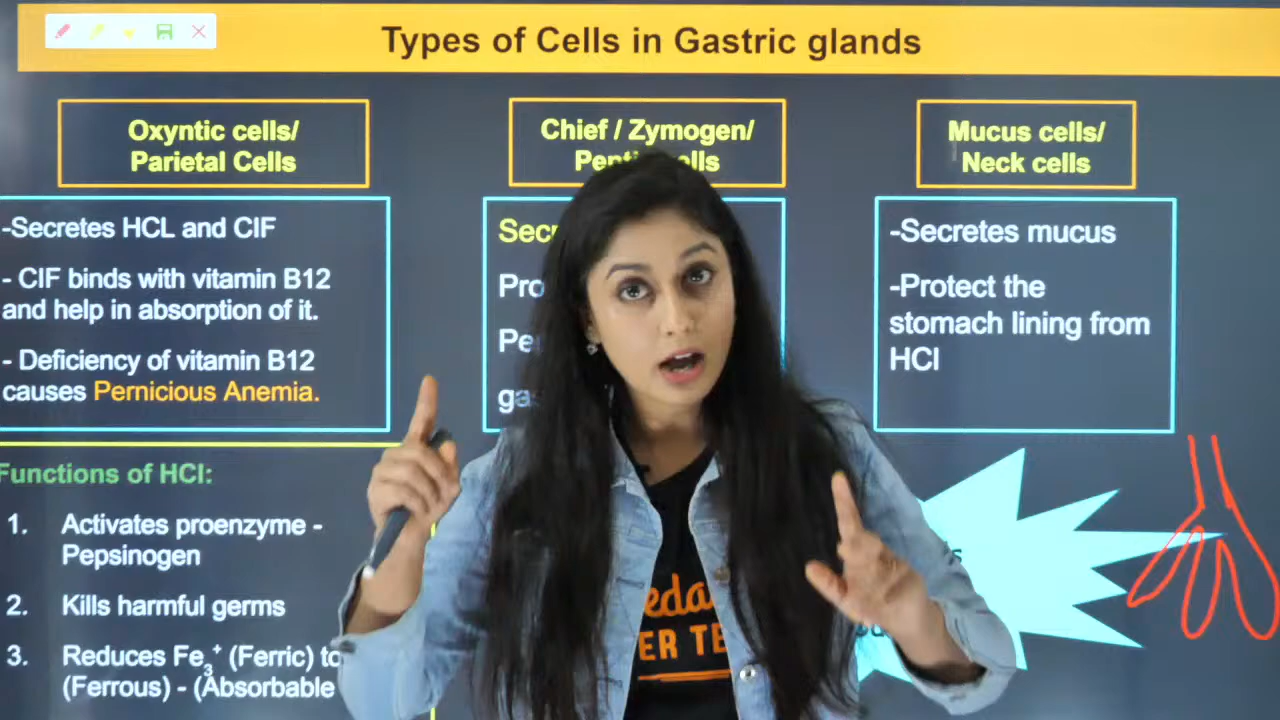 Types of Cells in Gastric glands
Oxyntic cells/
Parietal Cells
-Secretes HCL and CIF
- CIF binds with vitamin B12
and help in absorption of it.
- Deficiency of vitamin B12
causes Pernicious Anemia.
Functions of HCl:
1. Activates proenzyme -
Pepsinogen
2. Kills harmful germs
3. Reduces Fe3+ (Ferric) to
(Ferrous) - (Absorbable
Chief / Zymogen/
Mucus cells/
Neck cells
-Secretes mucus
-Protect the
stomach lining from
HCl